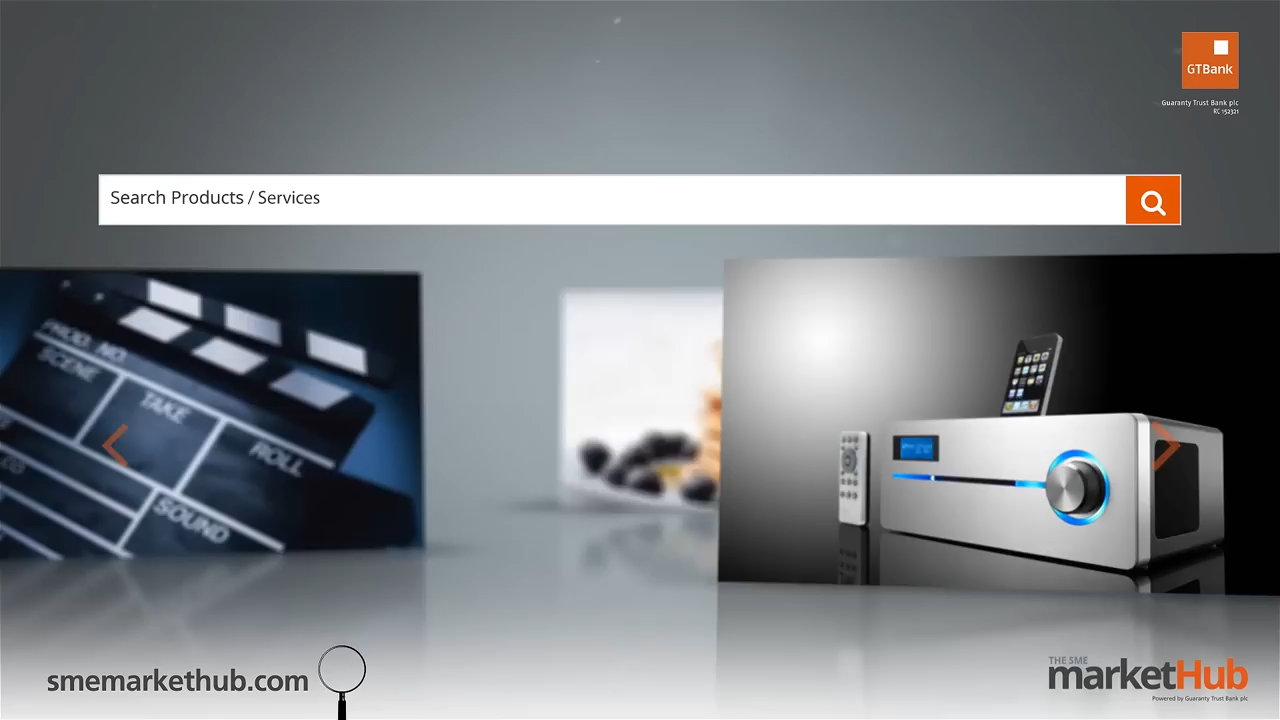 GTBank
Guaranty Trust Bank plc
RC 152321
Search Products / Services
PROD. NO.
SCENE
TAKE
ROLL
SOUND
smemarkethub.com
THE SME
marketHub
Powered by Guaranty Trust Bank plc